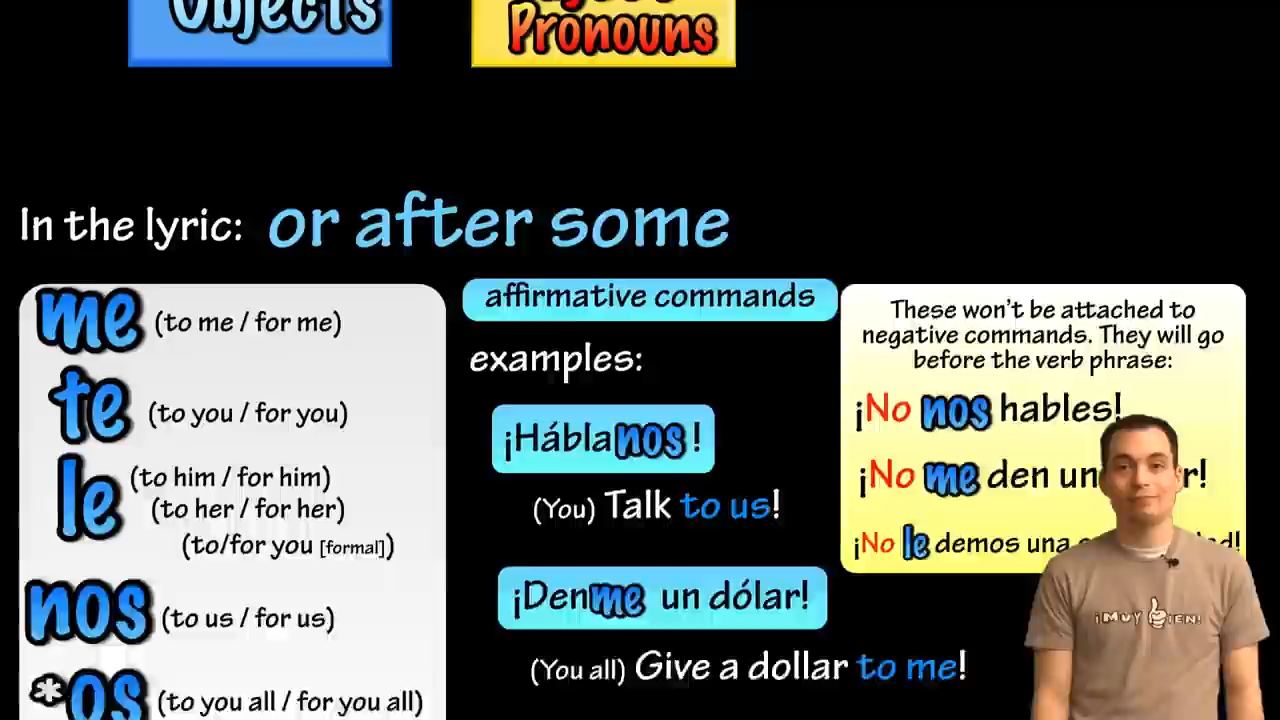 Objects
Pronouns
In the lyric: or after some
me (to me / for me)
te (to you / for you)
le (to him / for him)
(to her / for her)
(to/for you [formal])
nos (to us / for us)
*os (to you all / for you all)
affirmative commands
examples:
¡Háblanos!
(You) Talk to us!
¡Denme un dólar!
(You all) Give a dollar to me!
These won't be attached to
negative commands. They will go
before the verb phrase:
¡No nos hables!
¡No me den un
¡No le demos una
¡MUY BIEN!